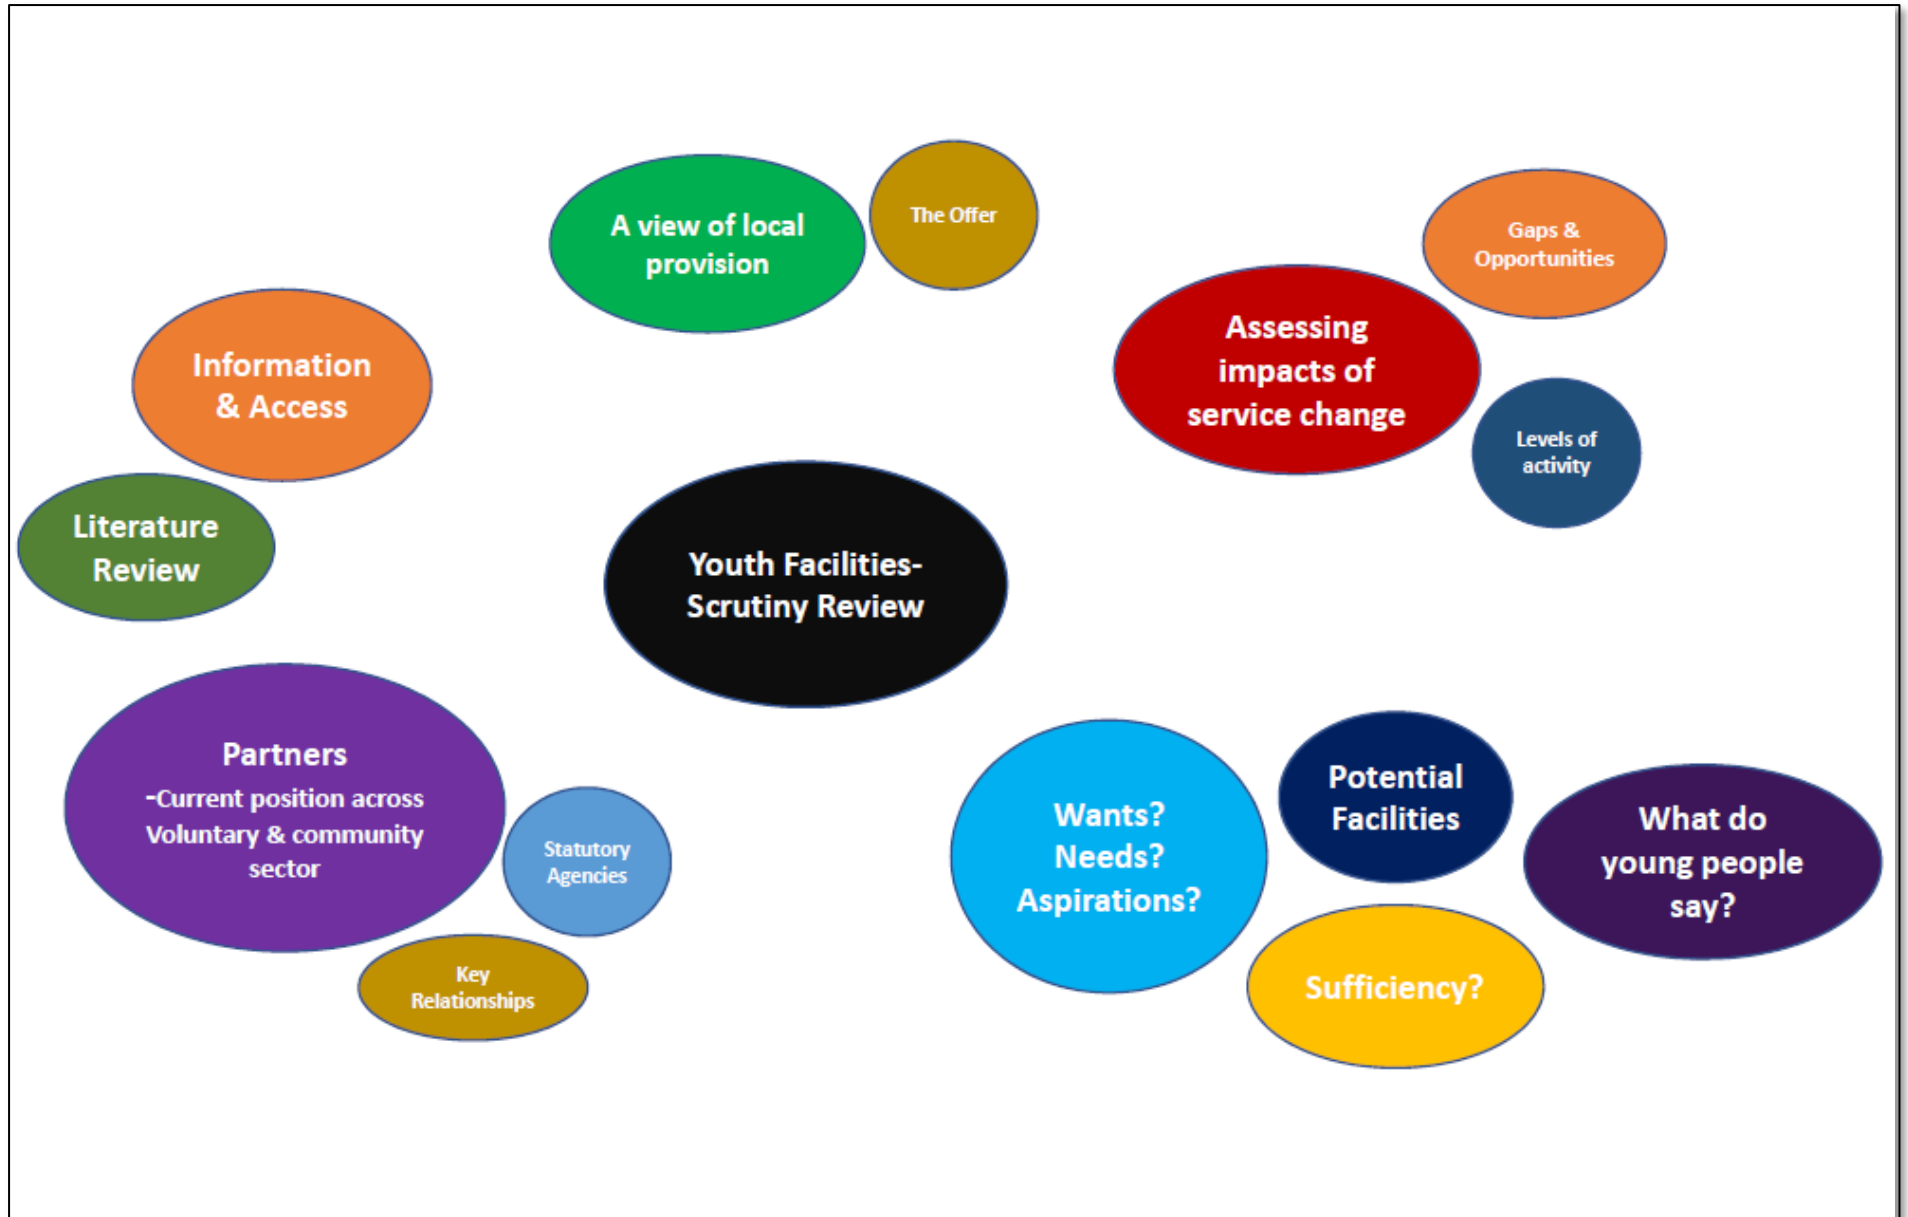 A view of local
provision
The Offer
Gaps &
Opportunities
Assessing
impacts of
service change
Levels of
activity
Information
& Access
Literature
Review
Youth Facilities-
Scrutiny Review
Partners
-Current position across
Voluntary & community
sector
Statutory
Agencies
Key
Relationships
Wants?
Needs?
Aspirations?
Potential
Facilities
Sufficiency?
What do
young people
say?